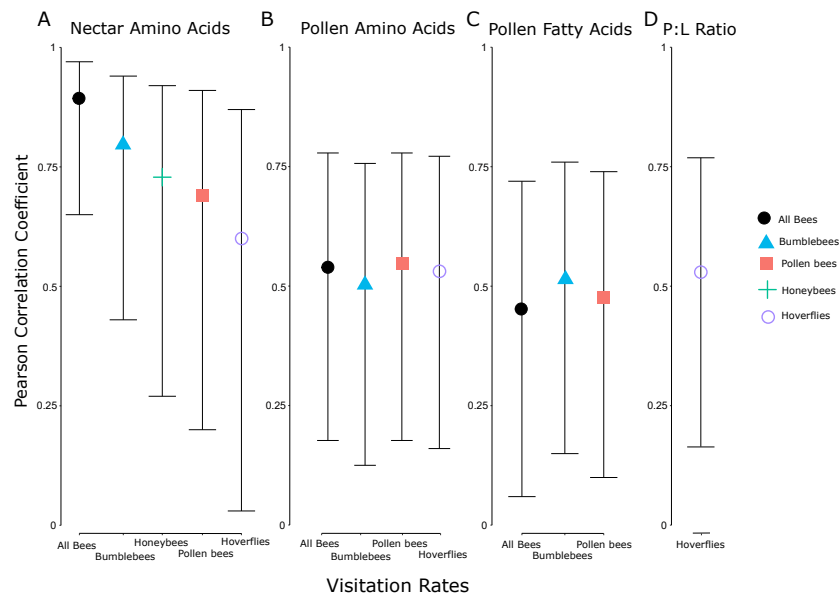 A
Nectar Amino Acids
B
Pollen Amino Acids
C
Pollen Fatty Acids
D
P:L Ratio
Pearson Correlation Coefficient
1
0.75
0.5
0.25
0
1
0.75
0.5
0.25
0
1
0.75
0.5
0.25
0
1
0.75
0.5
0.25
0
All Bees
Bumblebees
Pollen bees
Honeybees
Hoverflies
All Bees
Bumblebees
Honeybees
Pollen bees
Hoverflies
All Bees
Bumblebees
Pollen bees
Hoverflies
All Bees
Bumblebees
Pollen bees
Hoverflies
Visitation Rates